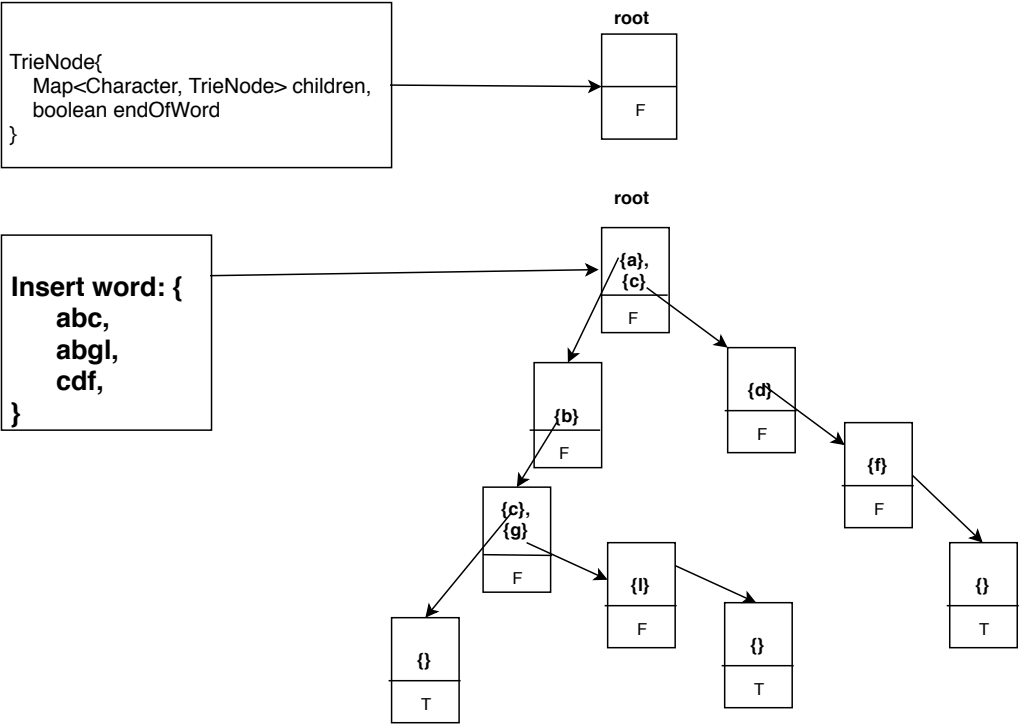 root
TrieNode{
Map<Character, TrieNode> children,
boolean endOfWord
}
F
root
Insert word: {
abc,
abgl,
cdf,
}
{a},
{c}
F
{d}
F
{b}
F
{f}
F
{c},
{g}
F
{l}
F
{}
T
{}
T
{}
T